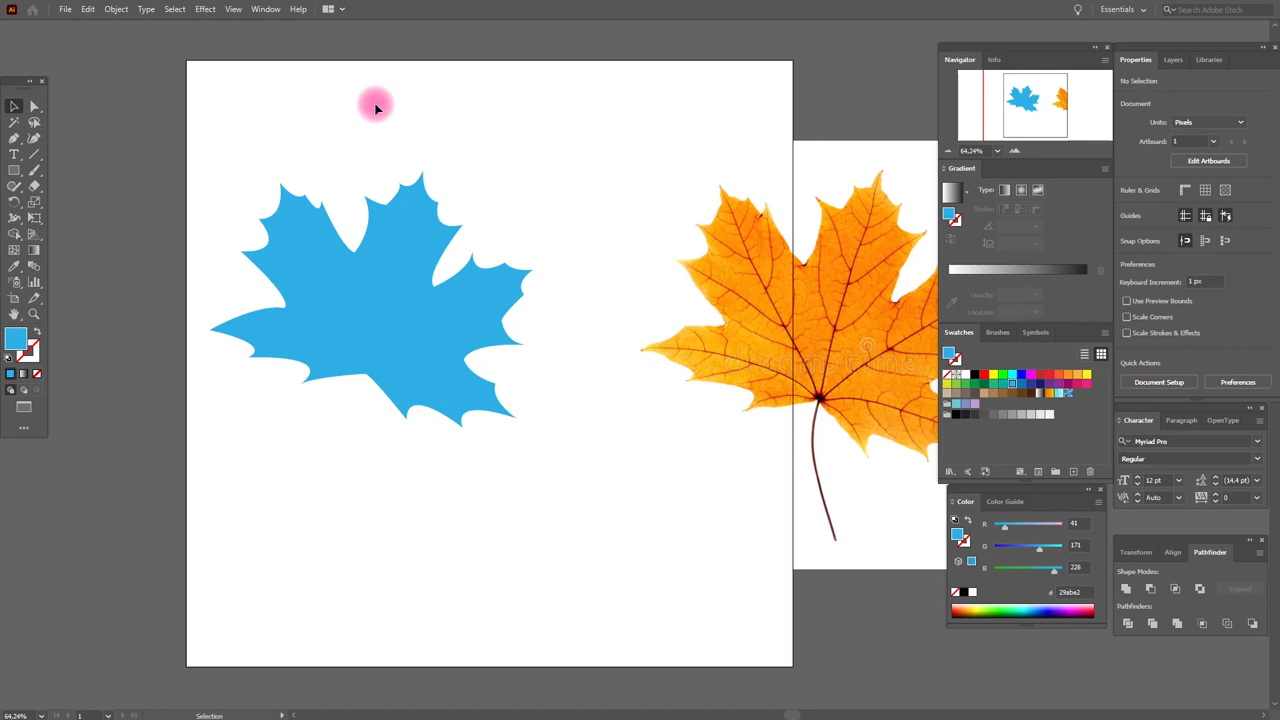 Ai File Edit Object Type Select Effect View Window Help
Essentials
Search Adobe Stock
Navigator Info
64,24%
Gradient
Type:
Stroke:
Opacity:
Location:
Swatches Brushes Symbols
Color Color Guide
R 41
G 171
B 226
# 29abe2
Properties Layers Libraries
No Selection
Document
Units: Pixels
Artboard: 1
Edit Artboards
Ruler & Grids
Guides
Snap Options
Preferences
Keyboard Increment: 1 px
Use Preview Bounds
Scale Corners
Scale Strokes & Effects
Quick Actions
Document Setup Preferences
Character Paragraph OpenType
Myriad Pro
Regular
12 pt (14,4 pt)
Auto 0
Transform Align Pathfinder
Shape Modes:
Expand
Pathfinders:
64,24% 1 Selection